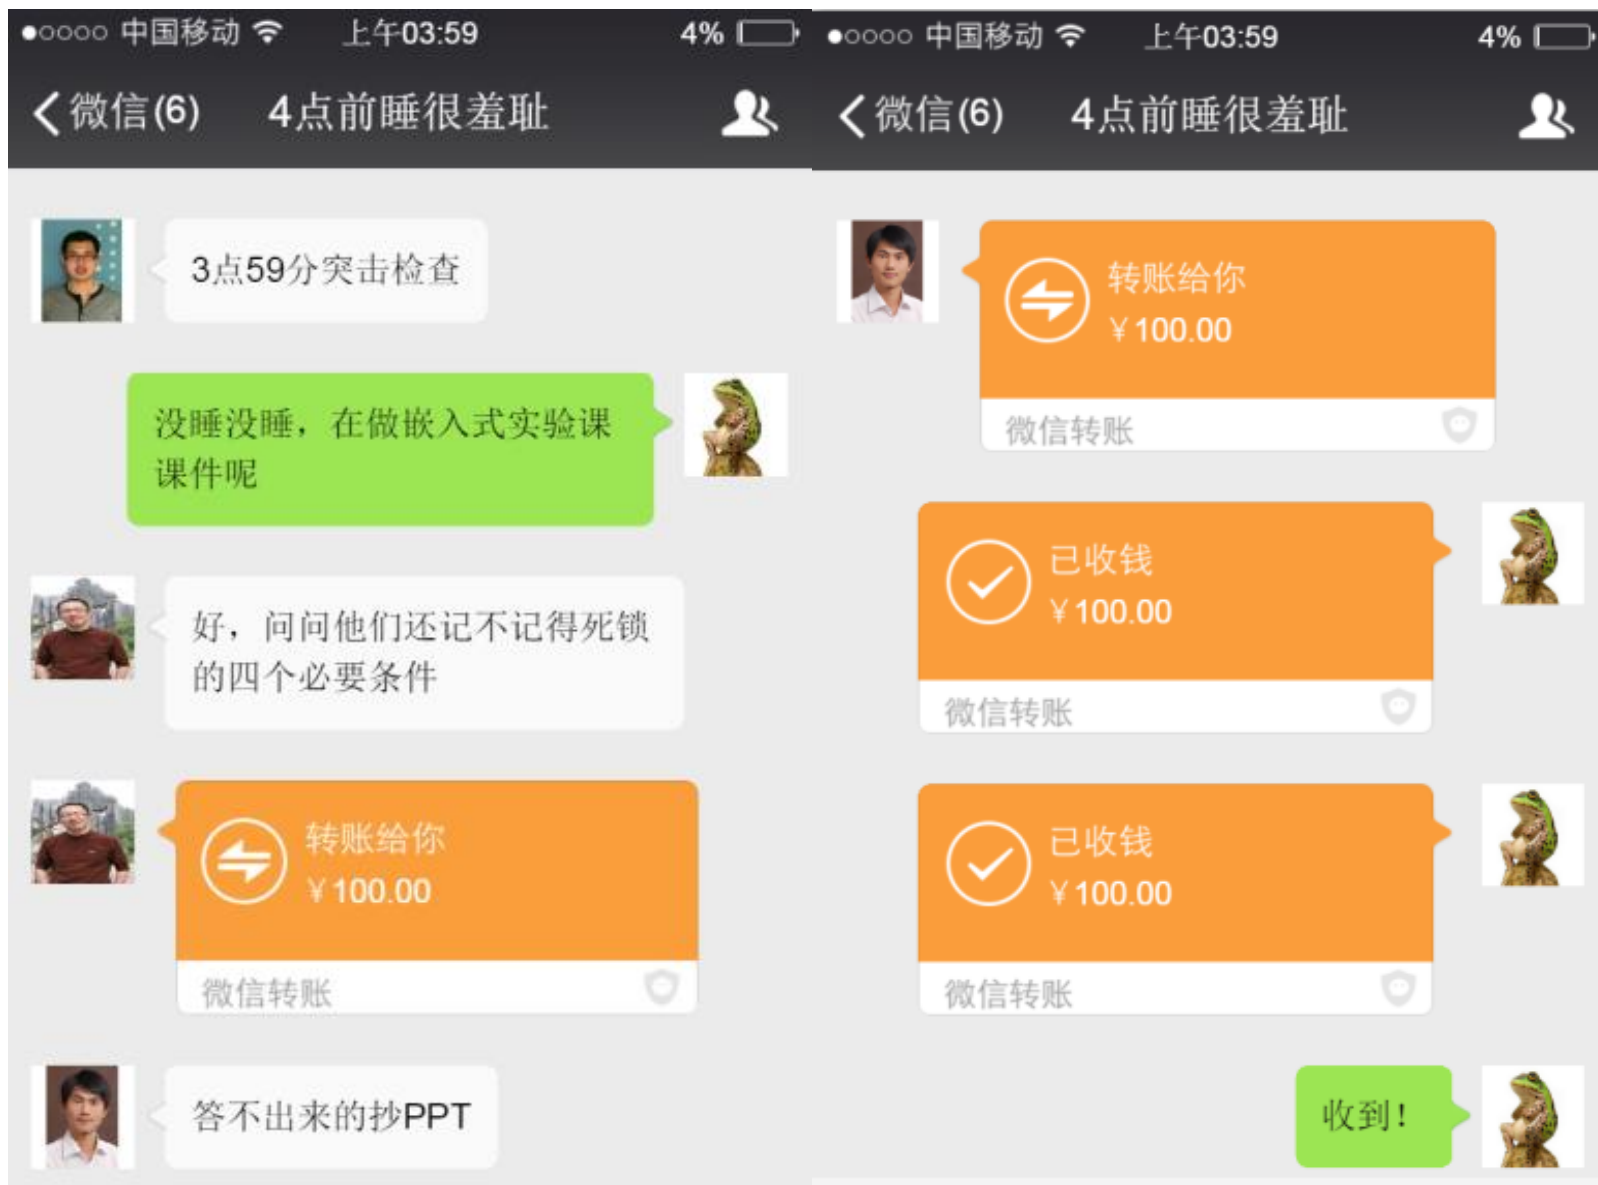 中国移动 上午03:59 4%
微信(6) 4点前睡很羞耻
3点59分突击检查
没睡没睡，在做嵌入式实验课
课件呢
好，问问他们还记不记得死锁
的四个必要条件
转账给你
￥100.00
微信转账
答不出来的抄PPT
中国移动 上午03:59 4%
微信(6) 4点前睡很羞耻
转账给你
￥100.00
微信转账
已收钱
￥100.00
微信转账
已收钱
￥100.00
微信转账
收到！